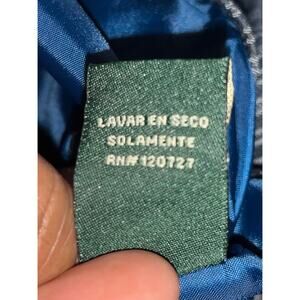 LAVAR EN SECO
SOLAMENTE
RN# 120727